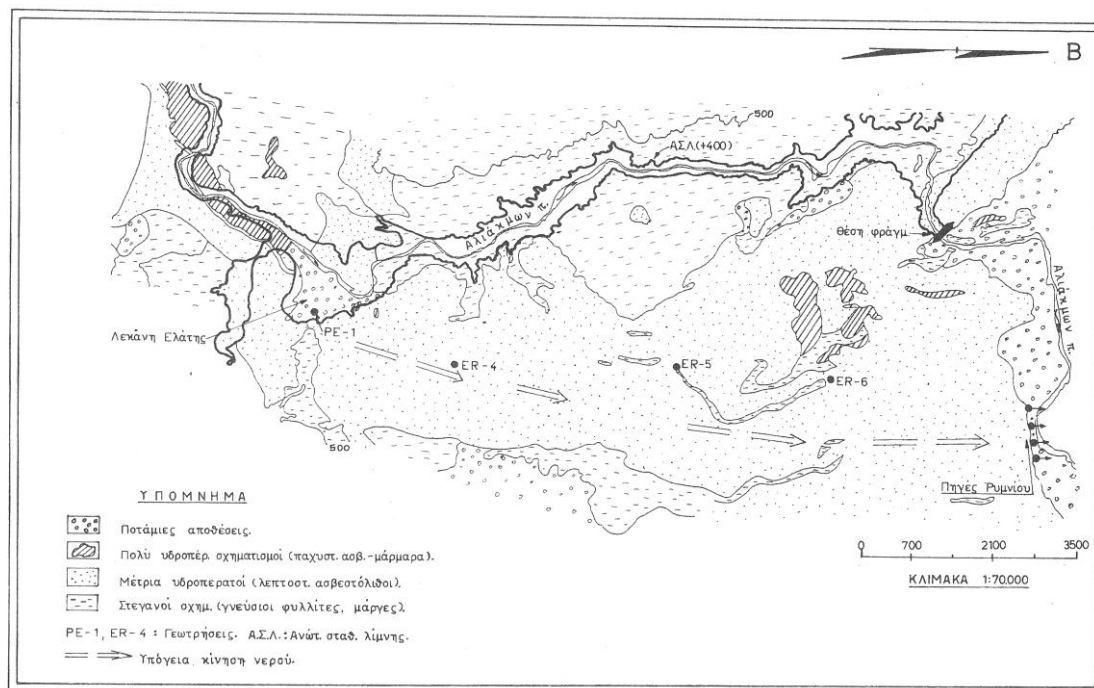 Β
500
ΑΣΛ(+400)
Αλιάκμων π.
θέση φράγμ.
Αλιάκμων π.
Λεκάνη Ελάτης
PE-1
ER-4
ER-5
ER-6
500
Πηγές Ρυμνίου
ΥΠΟΜΝΗΜΑ
Ποτάμιες αποθέσεις.
Πολύ υδροπέρ. σχηματισμοί (παχυστ. ασβ.-μάρμαρα).
Μέτρια υδροπερατοί (λεπτοστ. ασβεστόλιθοι).
Στεγανοί σχημ. (γνεύσιοι φυλλίτες, μάργες).
PE-1, ER-4 : Γεωτρήσεις. Α.Σ.Λ.: Ανώτ. σταθ. λίμνης.
Υπόγεια κίνηση νερού.
0 700 2100 3500
ΚΛΙΜΑΚΑ 1:70.000